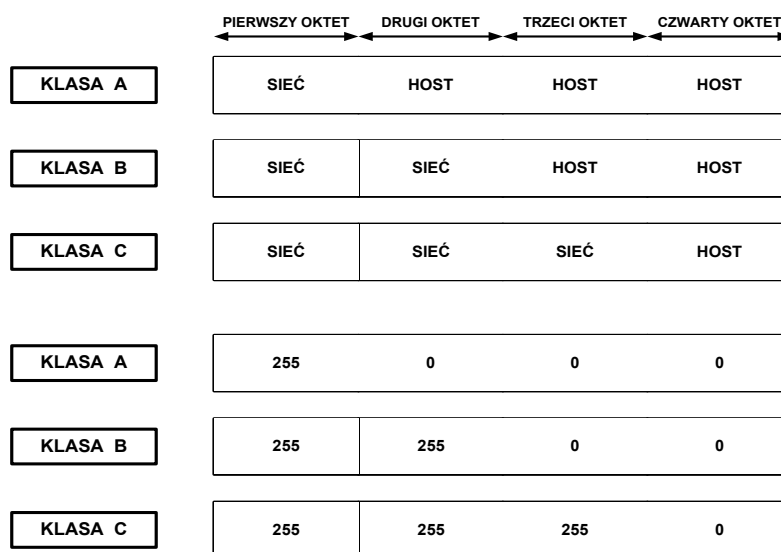 PIERWSZY OKTET DRUGI OKTET TRZECI OKTET CZWARTY OKTET
KLASA A SIEĆ HOST HOST HOST
KLASA B SIEĆ SIEĆ HOST HOST
KLASA C SIEĆ SIEĆ SIEĆ HOST
KLASA A 255 0 0 0
KLASA B 255 255 0 0
KLASA C 255 255 255 0